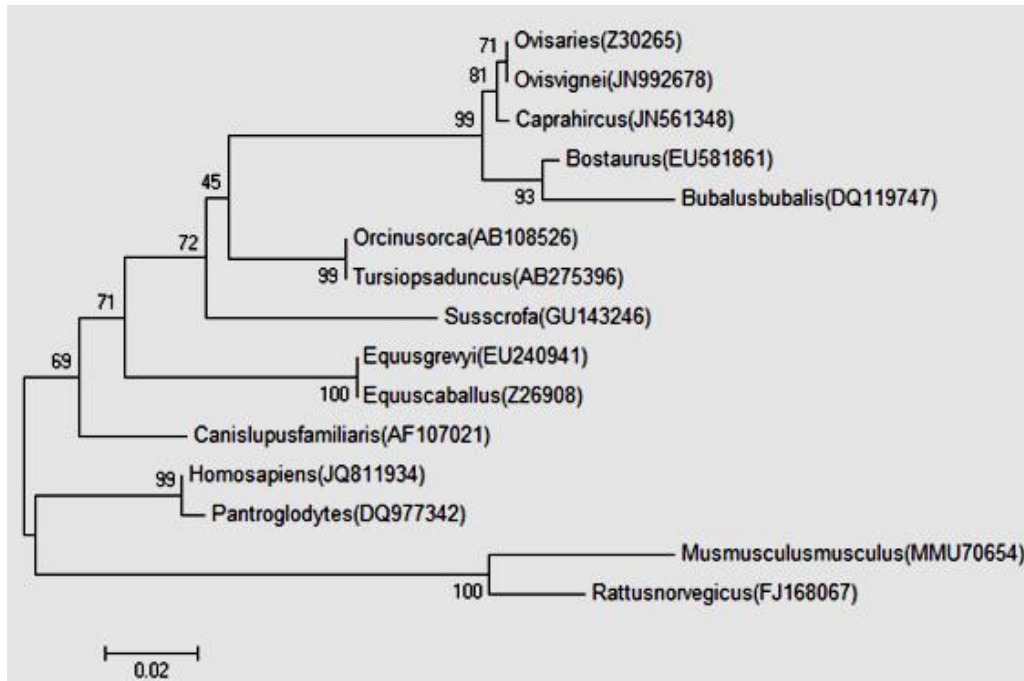 71
Ovisaries(Z30265)
81
Ovisvignei(JN992678)
99
Caprahircus(JN561348)
Bostaurus(EU581861)
45
93
Bubalusbubalis(DQ119747)
72
Orcinusorca(AB108526)
99
Tursiopsaduncus(AB275396)
71
Susscrofa(GU143246)
69
Equusgrevyi(EU240941)
100
Equuscaballus(Z26908)
Canislupusfamiliaris(AF107021)
99
Homosapiens(JQ811934)
Pantroglodytes(DQ977342)
Musmusculusmusculus(MMU70654)
100
Rattusnorvegicus(FJ168067)
0.02